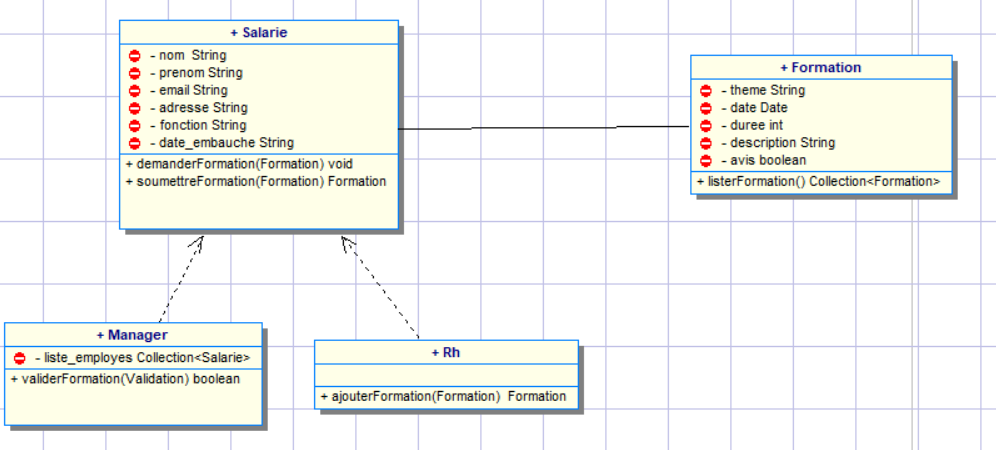 + Salarie
- nom  String
- prenom String
- email String
- adresse String
- fonction String
- date_embauche String
+ demanderFormation(Formation) void
+ soumettreFormation(Formation) Formation
+ Formation
- theme String
- date Date
- duree int
- description String
- avis boolean
+ listerFormation() Collection<Formation>
+ Manager
- liste_employes Collection<Salarie>
+ validerFormation(Validation) boolean
+ Rh
+ ajouterFormation(Formation)  Formation